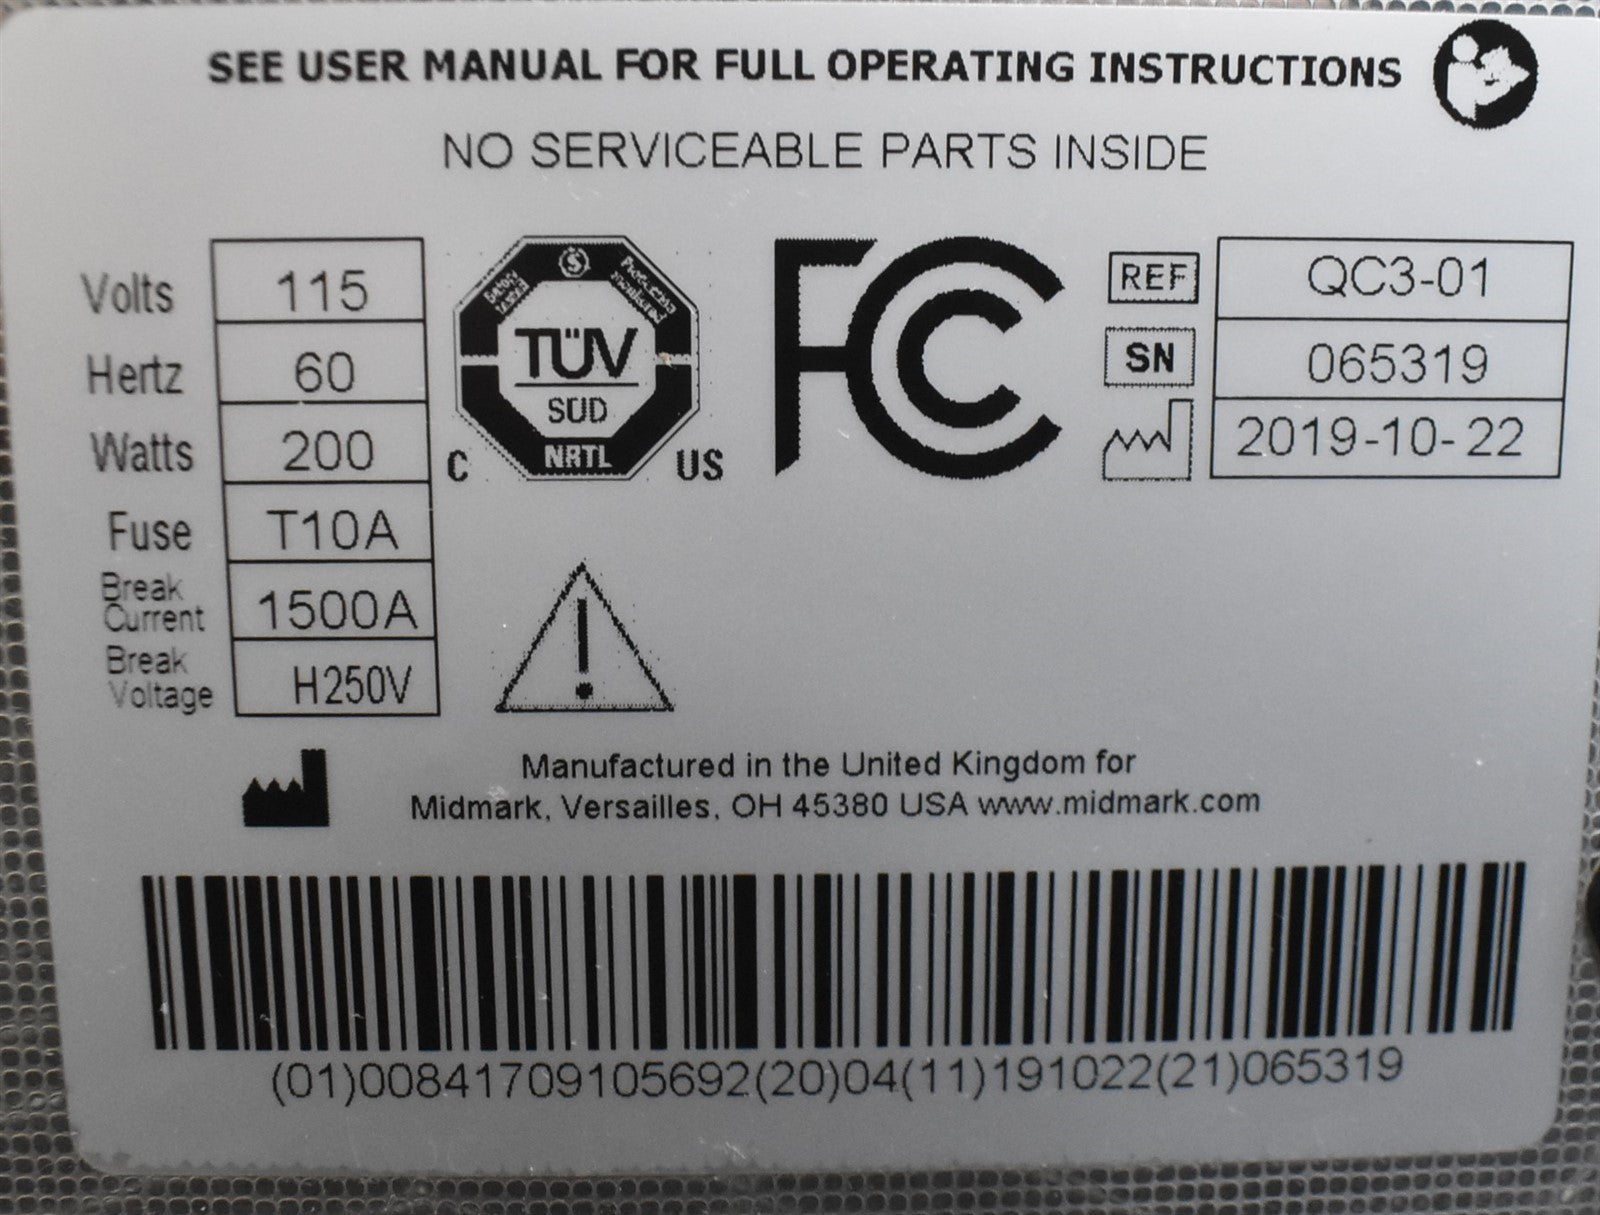 SEE USER MANUAL FOR FULL OPERATING INSTRUCTIONS
NO SERVICEABLE PARTS INSIDE
Volts 115
Hertz 60
Watts 200
Fuse T10A
Break Current 1500A
Break Voltage H250V
TÜV
SÜD
NRTL
C US
FC
REF QC3-01
SN 065319
2019-10-22
Manufactured in the United Kingdom for
Midmark, Versailles, OH 45380 USA www.midmark.com
(01)00841709105692(20)04(11)191022(21)065319